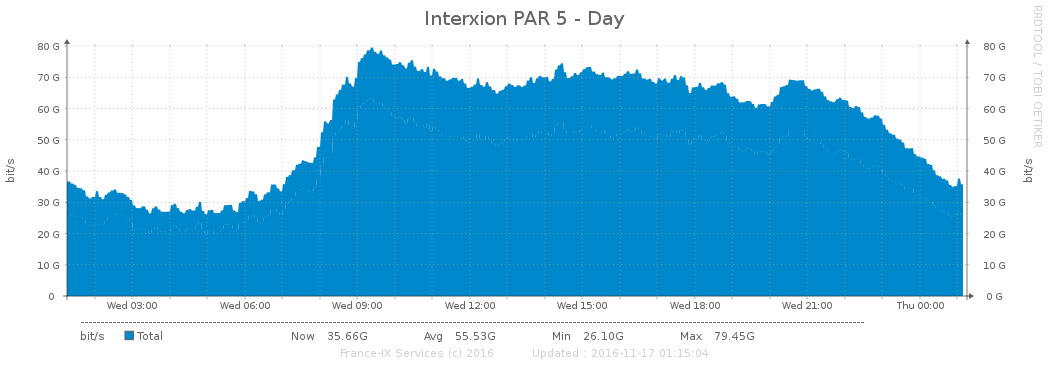 Interxion PAR 5 - Day
RRDTOOL / TOBI OETIKER
bit/s
80 G
70 G
60 G
50 G
40 G
30 G
20 G
10 G
0
80 G
70 G
60 G
50 G
40 G
30 G
20 G
10 G
0 G
bit/s
Wed 03:00 Wed 06:00 Wed 09:00 Wed 12:00 Wed 15:00 Wed 18:00 Wed 21:00 Thu 00:00
bit/s Total Now 35.66G Avg 55.53G Min 26.10G Max 79.45G
France-IX Services (c) 2016 Updated : 2016-11-17 01:15:04